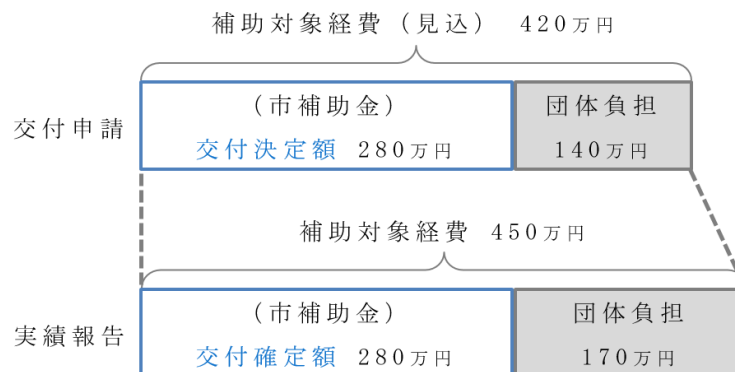 補助対象経費（見込） 420万円
交付申請
（市補助金）
交付決定額 280万円
団体負担
140万円
補助対象経費 450万円
実績報告
（市補助金）
交付確定額 280万円
団体負担
170万円